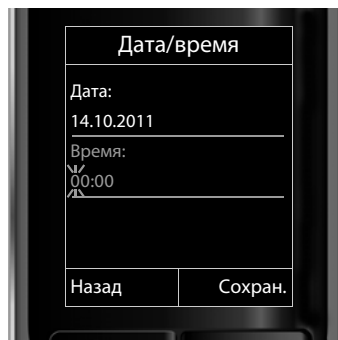 Дата/время
Дата:
14.10.2011
Время:
00:00
Назад Сохран.